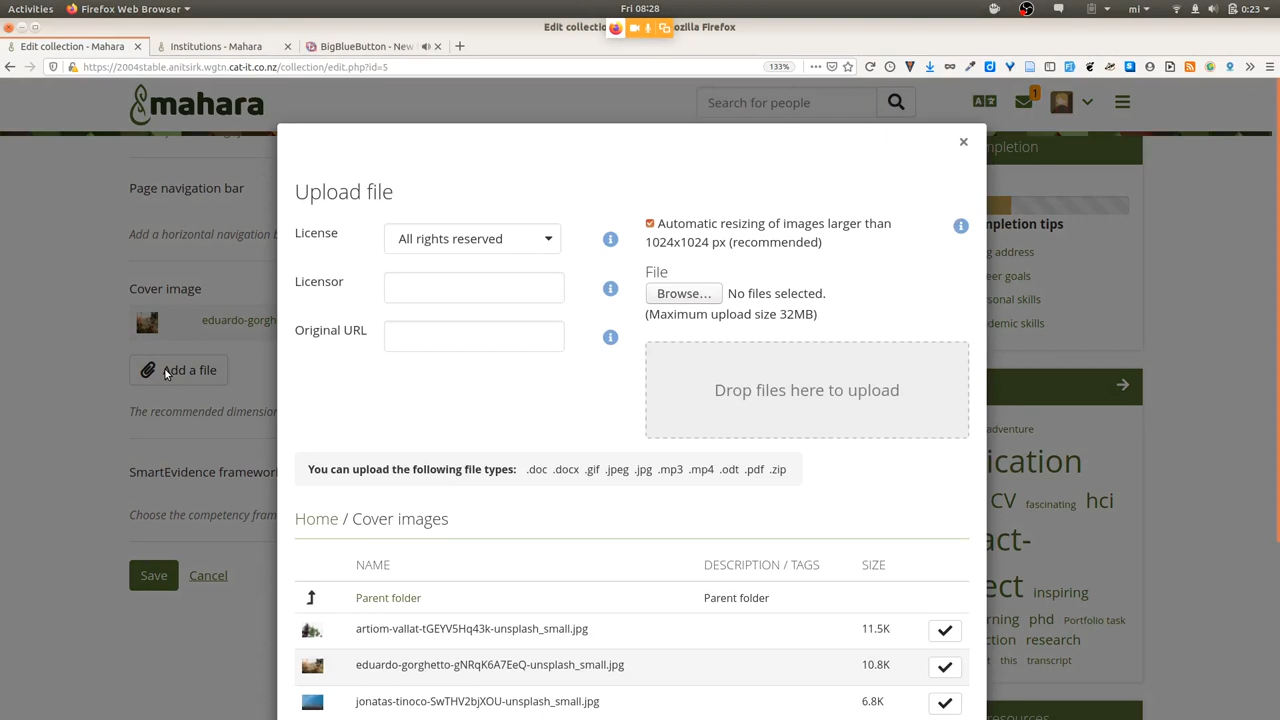 Activities
Firefox Web Browser
Fri 08:28
mi
0:23
Edit collectio
ozilla Firefox
Edit collection - Mahara
Institutions - Mahara
BigBlueButton - New
https://2004stable.anitsirk.wgtn.cat-it.co.nz/collection/edit.php?id=5
133%
mahara
Search for people
1
Page navigation bar
Add a horizontal navigation b
Cover image
eduardo-gorgh
Add a file
The recommended dimension
SmartEvidence framewor
Choose the competency fram
Save
Cancel
Upload file
License
All rights reserved
Licensor
Original URL
Automatic resizing of images larger than
1024x1024 px (recommended)
File
Browse...
No files selected.
(Maximum upload size 32MB)
Drop files here to upload
You can upload the following file types: .doc .docx .gif .jpeg .jpg .mp3 .mp4 .odt .pdf .zip
Home / Cover images
NAME
DESCRIPTION / TAGS
SIZE
Parent folder
Parent folder
artiom-vallat-tGEYV5Hq43k-unsplash_small.jpg
11.5K
eduardo-gorghetto-gNRqK6A7EeQ-unsplash_small.jpg
10.8K
jonatas-tinoco-SwTHV2bjXOU-unsplash_small.jpg
6.8K
mpletion
mpletion tips
g address
eer goals
sonal skills
demic skills
adventure
ication
CV fascinating hci
act-
ect inspiring
rning phd Portfolio task
ction research
this transcript
resources